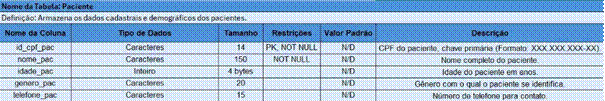 Nome da Tabela: Paciente
Definição: Armazena os dados cadastrais e demográficos dos pacientes.
Nome da Coluna Tipo de Dados Tamanho Restrições Valor Padrão Descrição
id_cpf_pac Caracteres 14 PK, NOT NULL N/D CPF do paciente, chave primária (Formato: XXX.XXX.XXX-XX).
nome_pac Caracteres 150 NOT NULL N/D Nome completo do paciente.
idade_pac Inteiro 4 bytes N/D Idade do paciente em anos.
genero_pac Caracteres 20 N/D Gênero com o qual o paciente se identifica.
telefone_pac Caracteres 15 N/D Número de telefone para contato.